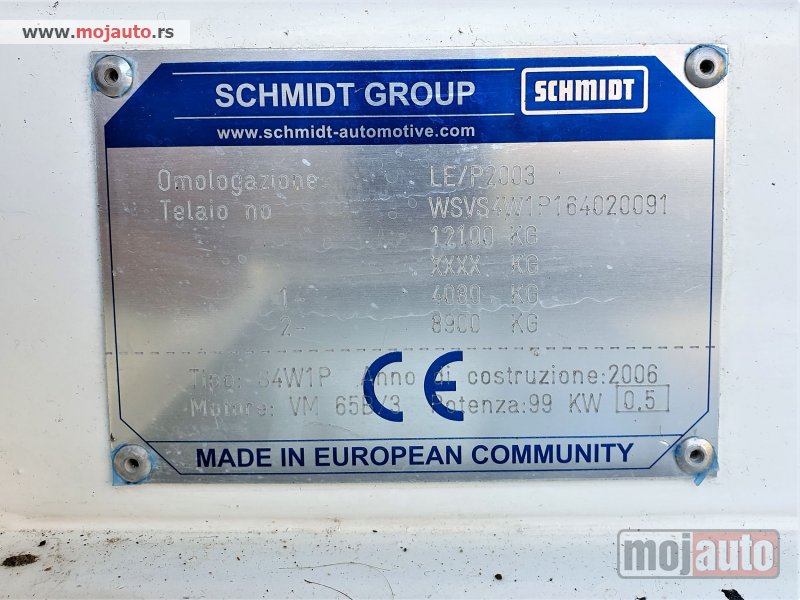 www.mojauto.rs
SCHMIDT GROUP
SCHMIDT
www.schmidt-automotive.com
Omologazione LE/P2003
Telaio no WSVS4W1P164020091
12100 KG
XXXX KG
1- 4080 KG
2- 8900 KG
Tipo: S4W1P Anno di costruzione:2006
Motore: VM 65B/3 Potenza:99 KW 0.5
CE
MADE IN EUROPEAN COMMUNITY
mojauto